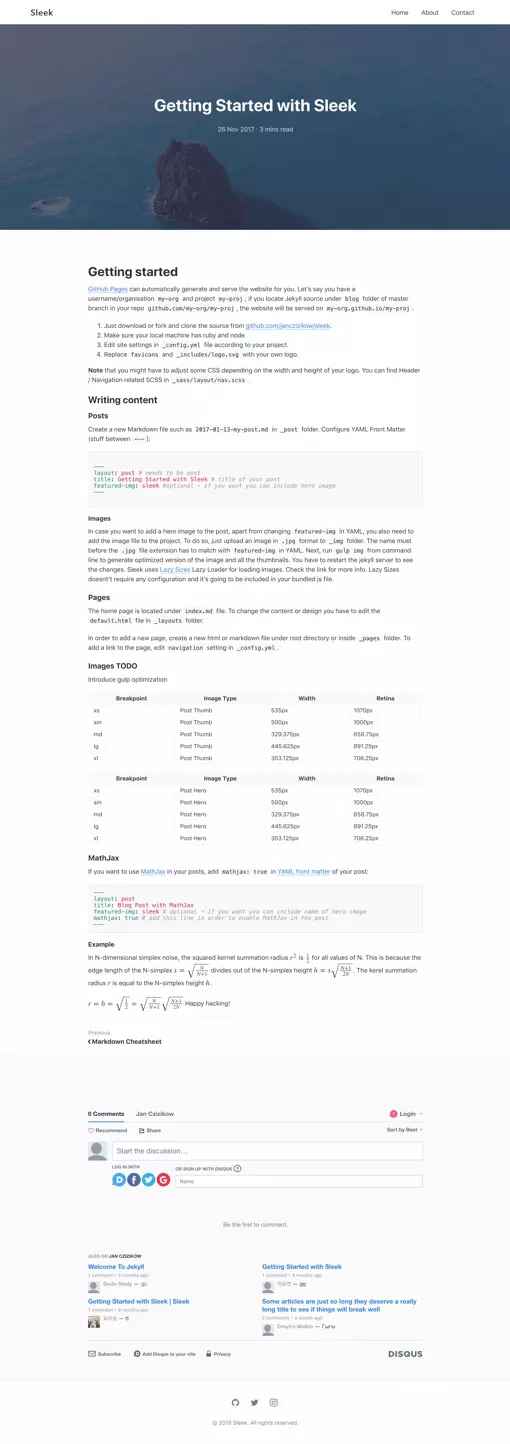 Sleek
Home About Contact
Getting Started with Sleek
26 Nov 2017 · 3 mins read
Getting started
GitHub Pages can automatically generate and serve the website for you. Let's say you have a
username/organisation my-org and project my-proj, if you locate Jekyll source under blog folder of master
branch in your repo github.com/my-org/my-proj, the website will be served on my-org.github.io/my-proj.
1. Just download or fork and clone the source from github.com/janczizikow/sleek.
2. Make sure your local machine has ruby and node
3. Edit site settings in _config.yml file according to your project.
4. Replace favicons and _includes/logo.svg with your own logo.
Note that you might have to adjust some CSS depending on the width and height of your logo. You can find Header
/ Navigation related SCSS in _sass/layout/nav.scss.
Writing content
Posts
Create a new Markdown file such as 2017-01-13-my-post.md in _post folder. Configure YAML Front Matter
(stuff between ---):
---
layout: post # needs to be post
title: Getting Started with Sleek # title of your post
featured-img: sleek #optional - if you want you can include hero image
---
Images
In case you want to add a hero image to the post, apart from changing featured-img in YAML, you also need to
add the image file to the project. To do so, just upload an image in .jpg format to _img folder. The name must
before the .jpg file extension has to match with featured-img in YAML. Next, run gulp img from command
line to generate optimized version of the image and all the thumbnails. You have to restart the jekyll server to see
the changes. Sleek uses Lazy Sizes Lazy Loader for loading images. Check the link for more info. Lazy Sizes
doesnt't require any configuration and it's going to be included in your bundled js file.
Pages
The home page is located under index.md file. To change the content or design you have to edit the
default.html file in _layouts folder.
In order to add a new page, create a new html or markdown file under root directory or inside _pages folder. To
add a link to the page, edit navigation setting in _config.yml.
Images TODO
Introduce gulp optimization
Breakpoint Image Type Width Retina
xs Post Thumb 535px 1070px
sm Post Thumb 500px 1000px
md Post Thumb 329.375px 658.75px
lg Post Thumb 445.625px 891.25px
xl Post Thumb 353.125px 706.25px
Breakpoint Image Type Width Retina
xs Post Hero 535px 1070px
sm Post Hero 500px 1000px
md Post Hero 329.375px 658.75px
lg Post Hero 445.625px 891.25px
xl Post Hero 353.125px 706.25px
MathJax
If you want to use MathJax in your posts, add mathjax: true in YAML front matter of your post:
---
layout: post
title: Blog Post with MathJax
featured-img: sleek # optional - if you want you can include name of hero image
mathjax: true # add this line in order to enable MathJax in the post
---
Example
In N-dimensional simplex noise, the squared kernel summation radius r² is 1/2 for all values of N. This is because the
edge length of the N-simplex s = √(N/(N+1)) divides out of the N-simplex height h = s√((N+1)/2N). The kerel summation
radius r is equal to the N-simplex height h.
r = h = √(1/2) = √(N/(N+1)) √((N+1)/2N) Happy hacking!
Previous
Markdown Cheatsheet
0 Comments Jan Czizikow Login
Recommend Share Sort by Best
Start the discussion...
LOG IN WITH OR SIGN UP WITH DISQUS ?
Name
Be the first to comment.
ALSO ON JAN CZIZIKOW
Welcome To Jekyll Getting Started with Sleek
Getting Started with Sleek | Sleek Some articles are just so long they deserve a really
long title to see if things will break well
Subscribe Add Disqus to your site Privacy DISQUS
© 2018 Sleek. All rights reserved.